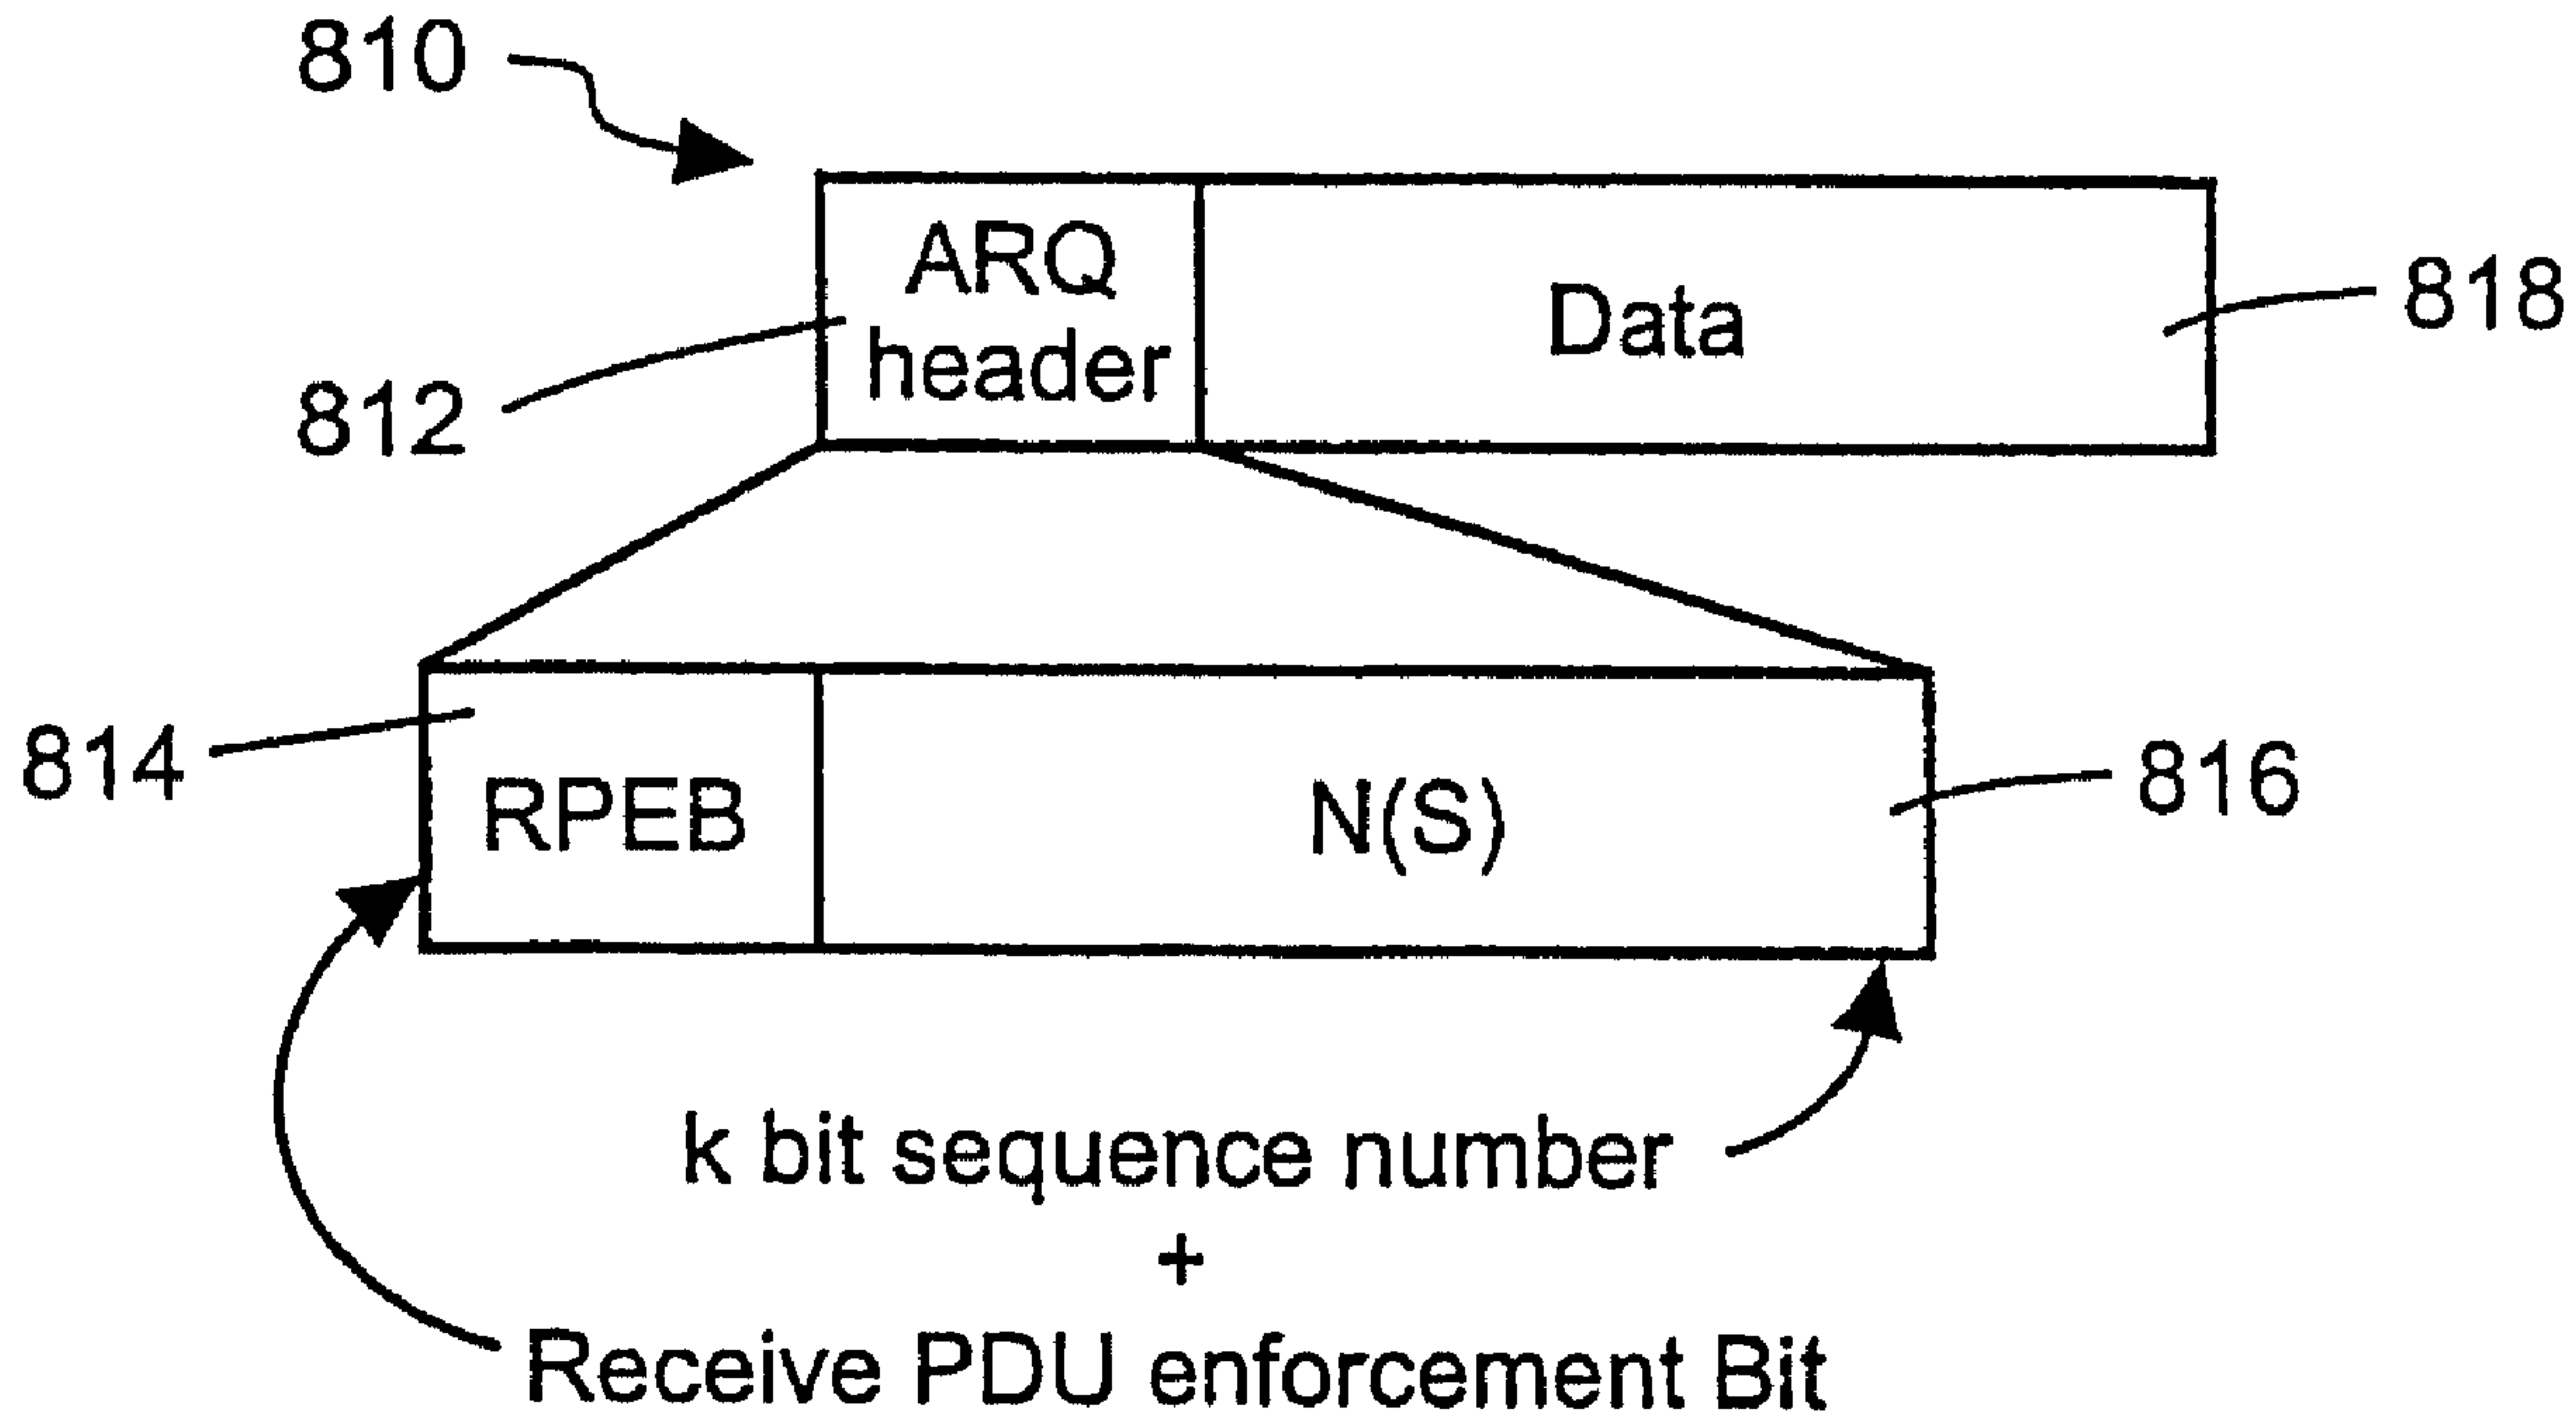 810
ARQ
header
Data
818
812
814
RPEB
N(S)
816
k bit sequence number
+
Receive PDU enforcement Bit